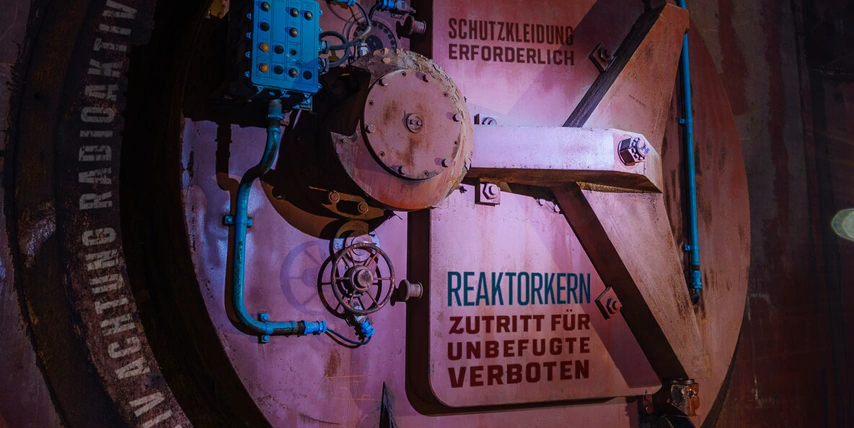 SCHUTZKLEIDUNG
ERFORDERLICH
REAKTORKERN
ZUTRITT FÜR
UNBEFUGTE
VERBOTEN
ACHTUNG RADIOAKTIV